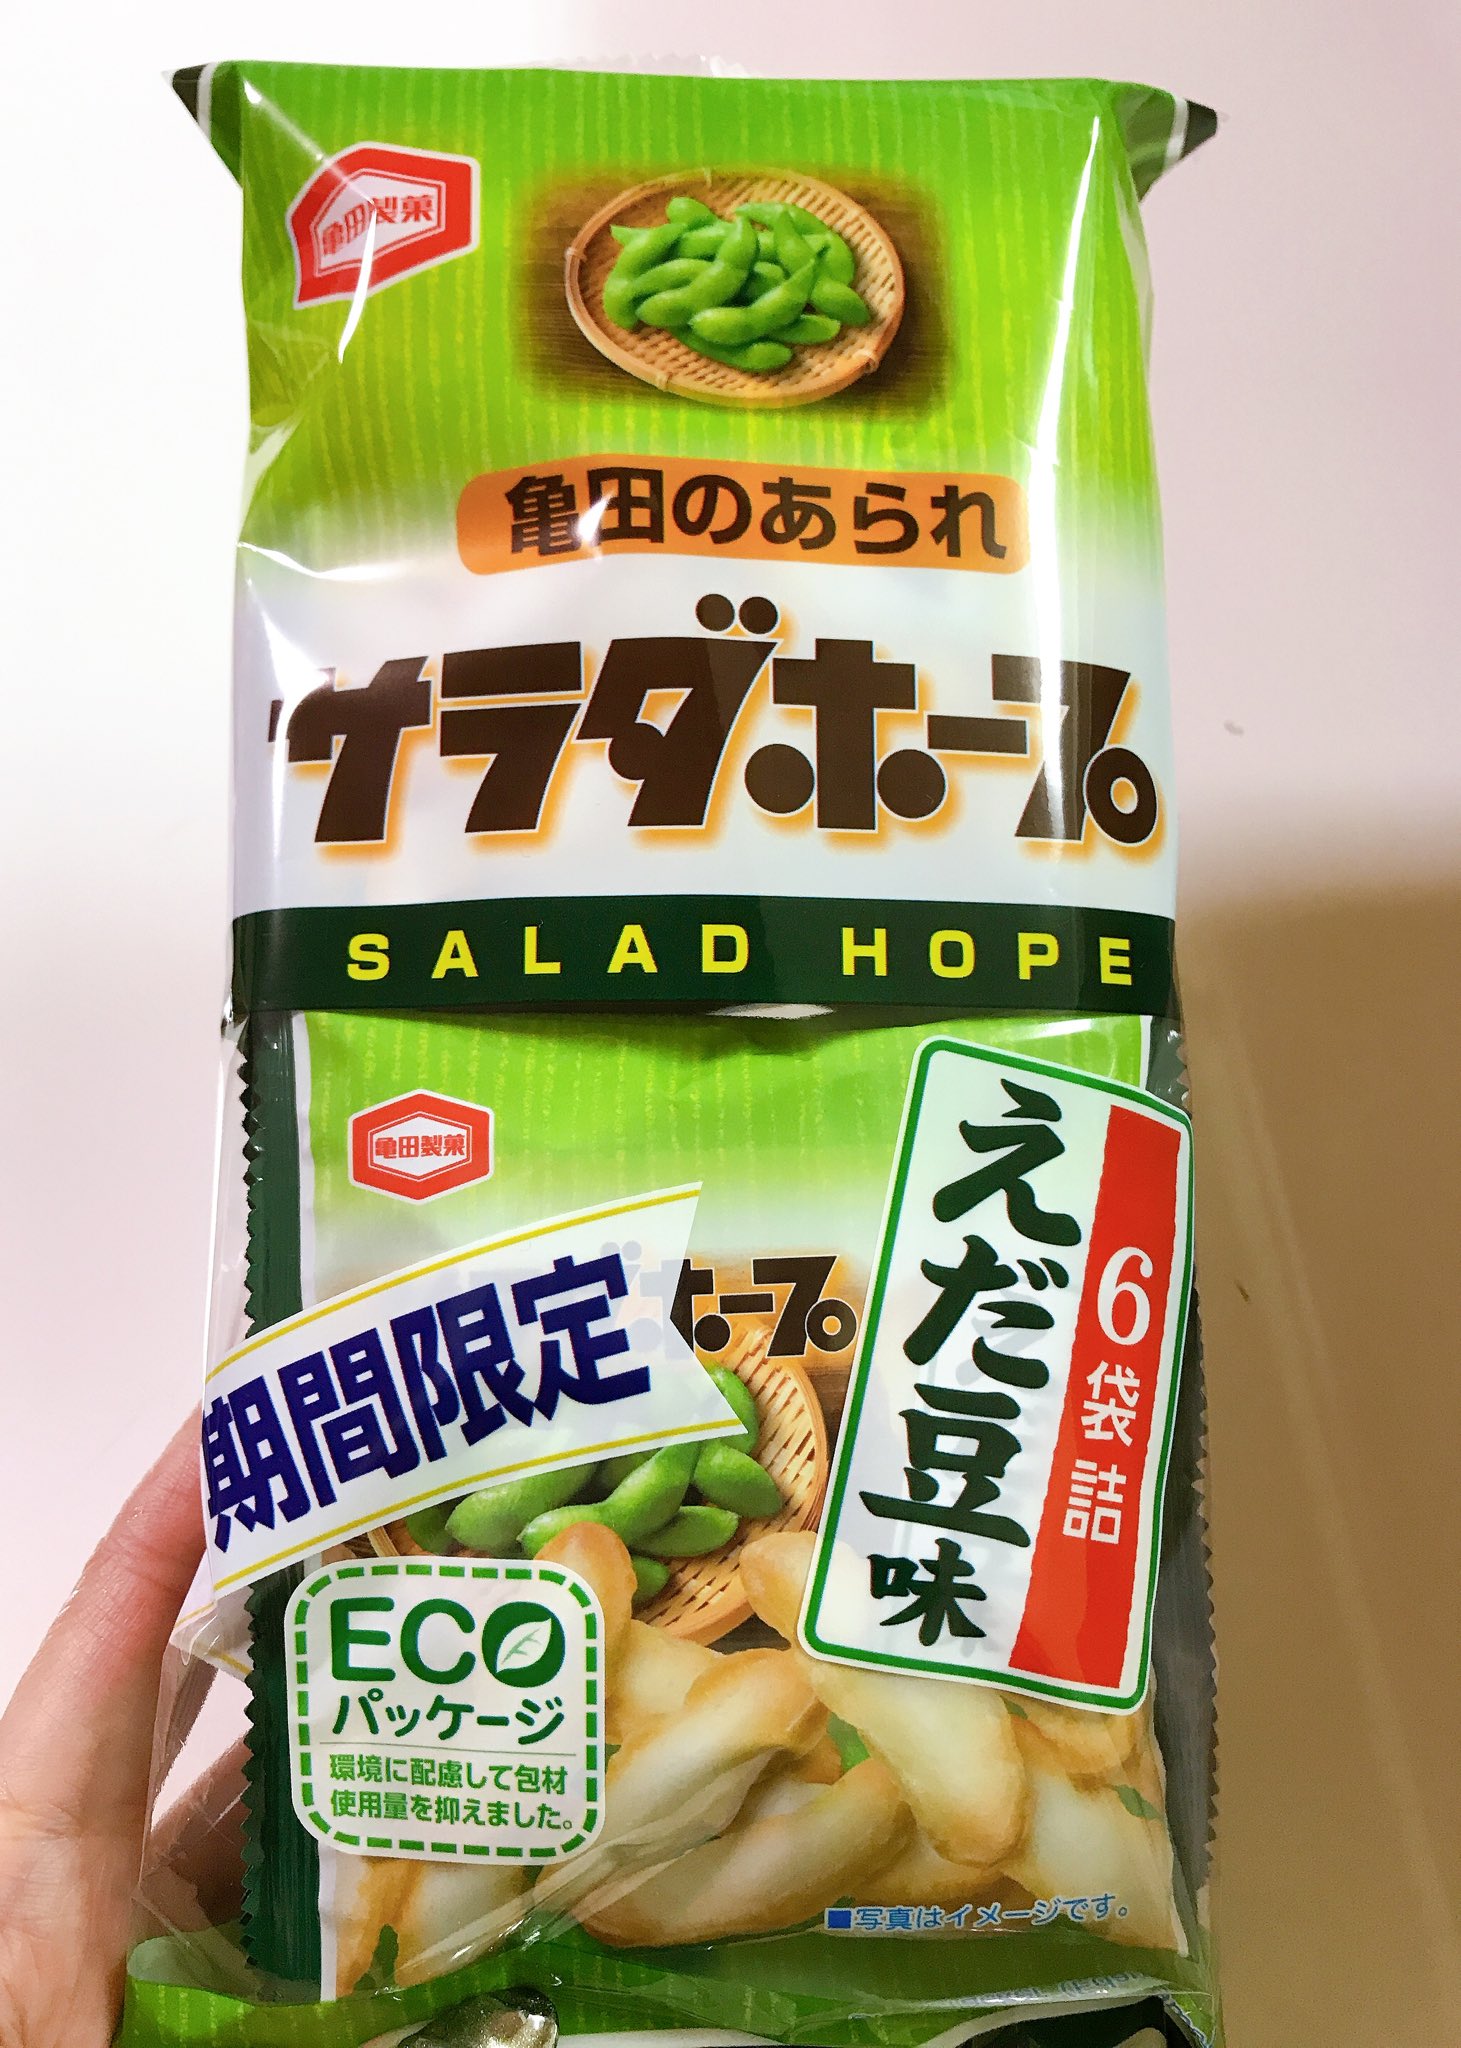 亀田製菓
亀田のあられ
サラダホープ
SALAD HOPE
亀田製菓
ホープ
えだ豆味
6袋詰
期間限定
ECO
パッケージ
環境に配慮して包材
使用量を抑えました。
■写真はイメージです。